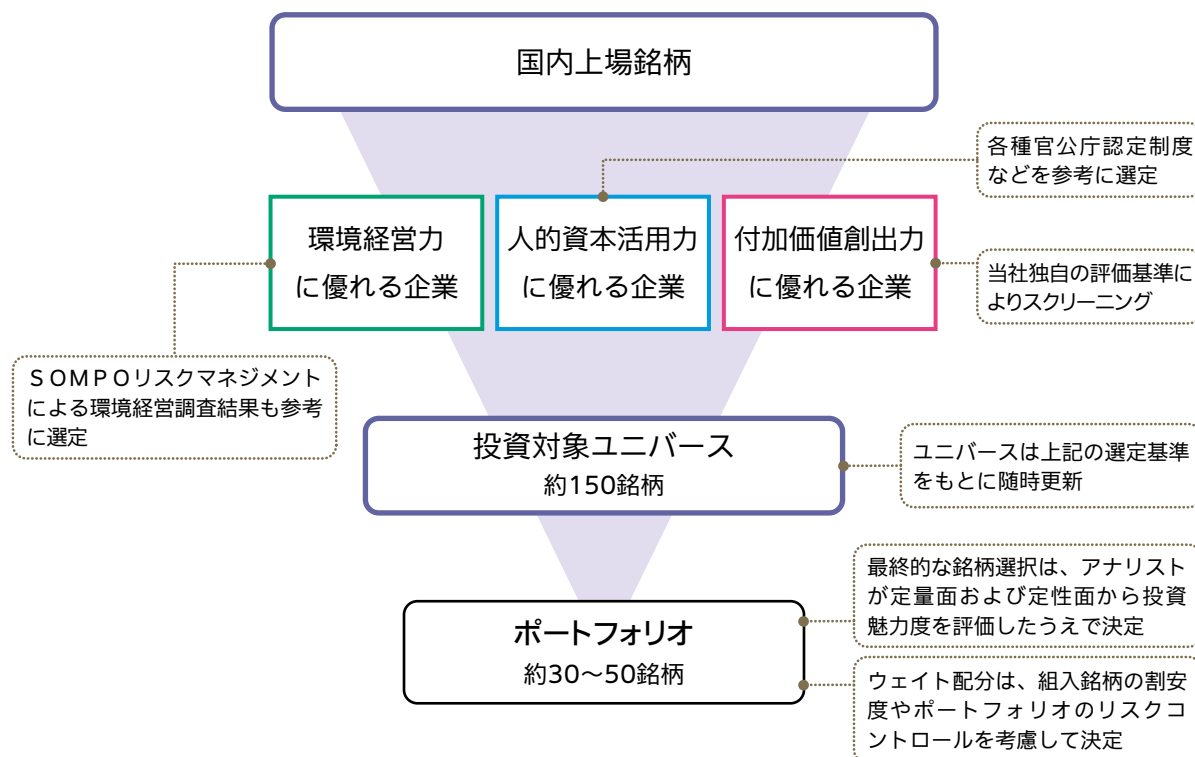 国内上場銘柄
各種官公庁認定制度
などを参考に選定
環境経営力
に優れる企業
人的資本活用力
に優れる企業
付加価値創出力
に優れる企業
当社独自の評価基準に
よりスクリーニング
ＳＯＭＰＯリスクマネジメント
による環境経営調査結果も参考
に選定
投資対象ユニバース
約150銘柄
ユニバースは上記の選定基準
をもとに随時更新
ポートフォリオ
約30～50銘柄
最終的な銘柄選択は、アナリスト
が定量面および定性面から投資
魅力度を評価したうえで決定
ウェイト配分は、組入銘柄の割安
度やポートフォリオのリスクコ
ントロールを考慮して決定